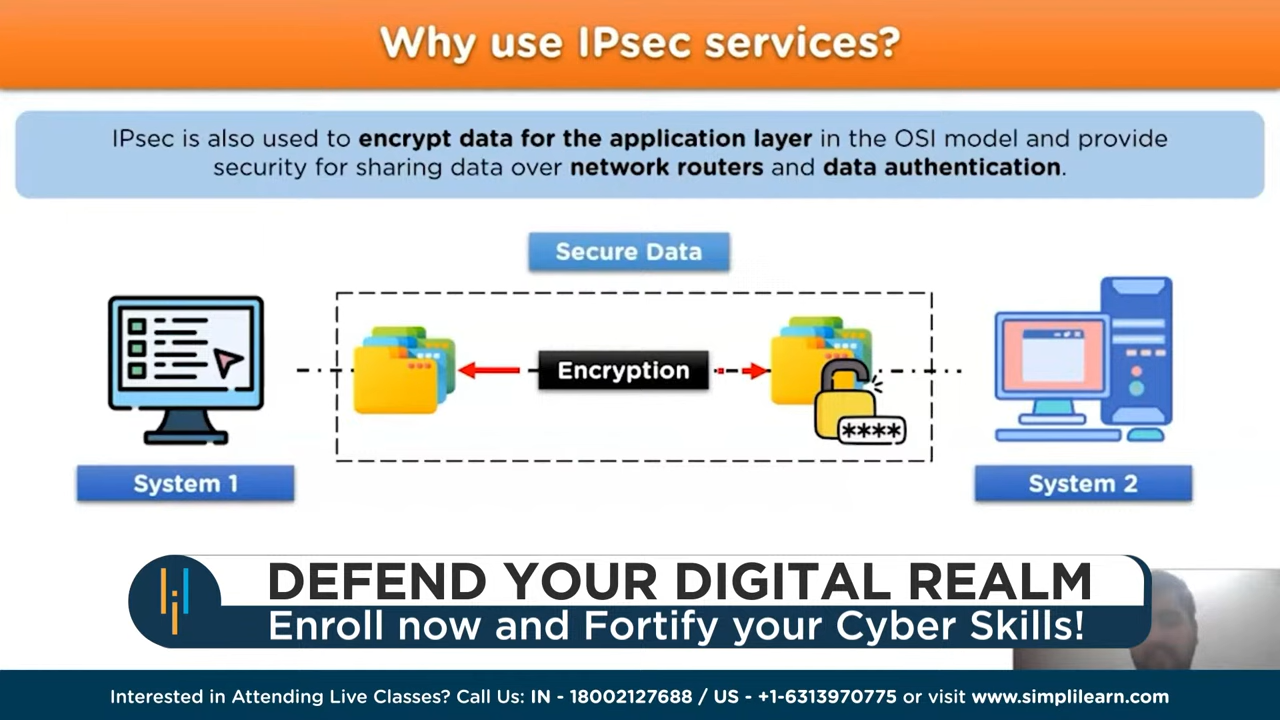 Why use IPsec services?
IPsec is also used to encrypt data for the application layer in the OSI model and provide
security for sharing data over network routers and data authentication.
Secure Data
Encryption
****
System 1
System 2
DEFEND YOUR DIGITAL REALM
Enroll now and Fortify your Cyber Skills!
Interested in Attending Live Classes? Call Us: IN - 18002127688 / US - +1-6313970775 or visit www.simplilearn.com